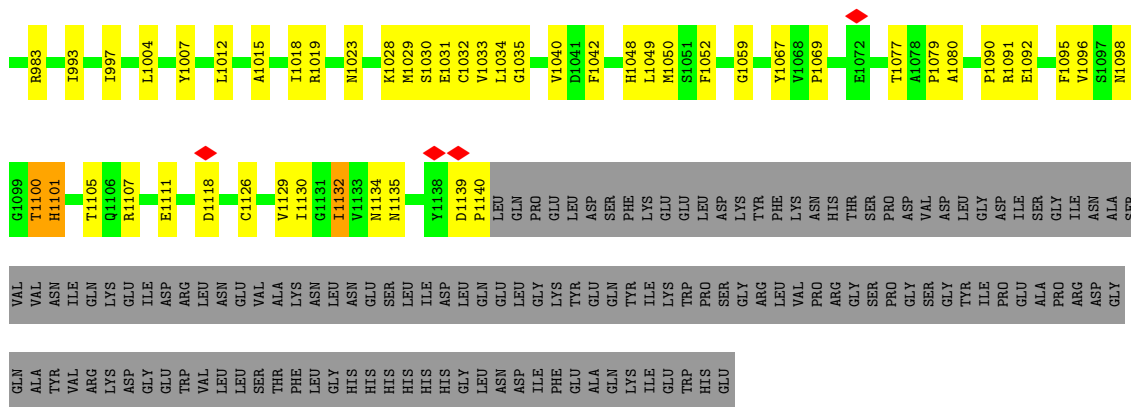 R983 I993 I997 L1004 Y1007 L1012 A1015 I1018 R1019 N1023 K1028 M1029 S1030 E1031 C1032 V1033 L1034 G1035 V1040 D1041 F1042 H1048 L1049 M1050 S1051 F1052 G1059 Y1067 V1068 P1069 E1072 T1077 A1078 P1079 A1080 P1090 R1091 E1092 F1095 V1096 S1097 N1098
G1099 T1100 H1101 T1105 Q1106 R1107 E1111 D1118 C1126 V1129 I1130 G1131 I1132 V1133 N1134 N1135 Y1138 D1139 P1140 LEU GLN PRO GLU LEU ASP SER PHE LYS GLU GLU LEU ASP LYS TYR PHE LYS ASN HIS THR SER PRO ASP VAL ASP LEU GLY ASP ILE SER GLY ILE ASN ALA SER
VAL VAL ASN ILE GLN LYS GLU ILE ASP ARG LEU ASN GLU VAL ALA LYS ASN LEU ASN GLU SER LEU ILE ASP LEU GLN GLU LEU GLY LYS TYR GLU GLN TYR ILE LYS TRP PRO SER GLY ARG LEU VAL PRO ARG GLY SER PRO GLY SER GLY TYR ILE PRO GLU ALA PRO ARG ASP GLY
GLN ALA TYR VAL ARG LYS ASP GLY GLU TRP VAL LEU LEU SER THR PHE LEU GLY HIS HIS HIS HIS HIS HIS GLY LEU ASN ASP ILE PHE GLU ALA GLN LYS ILE GLU TRP HIS GLU